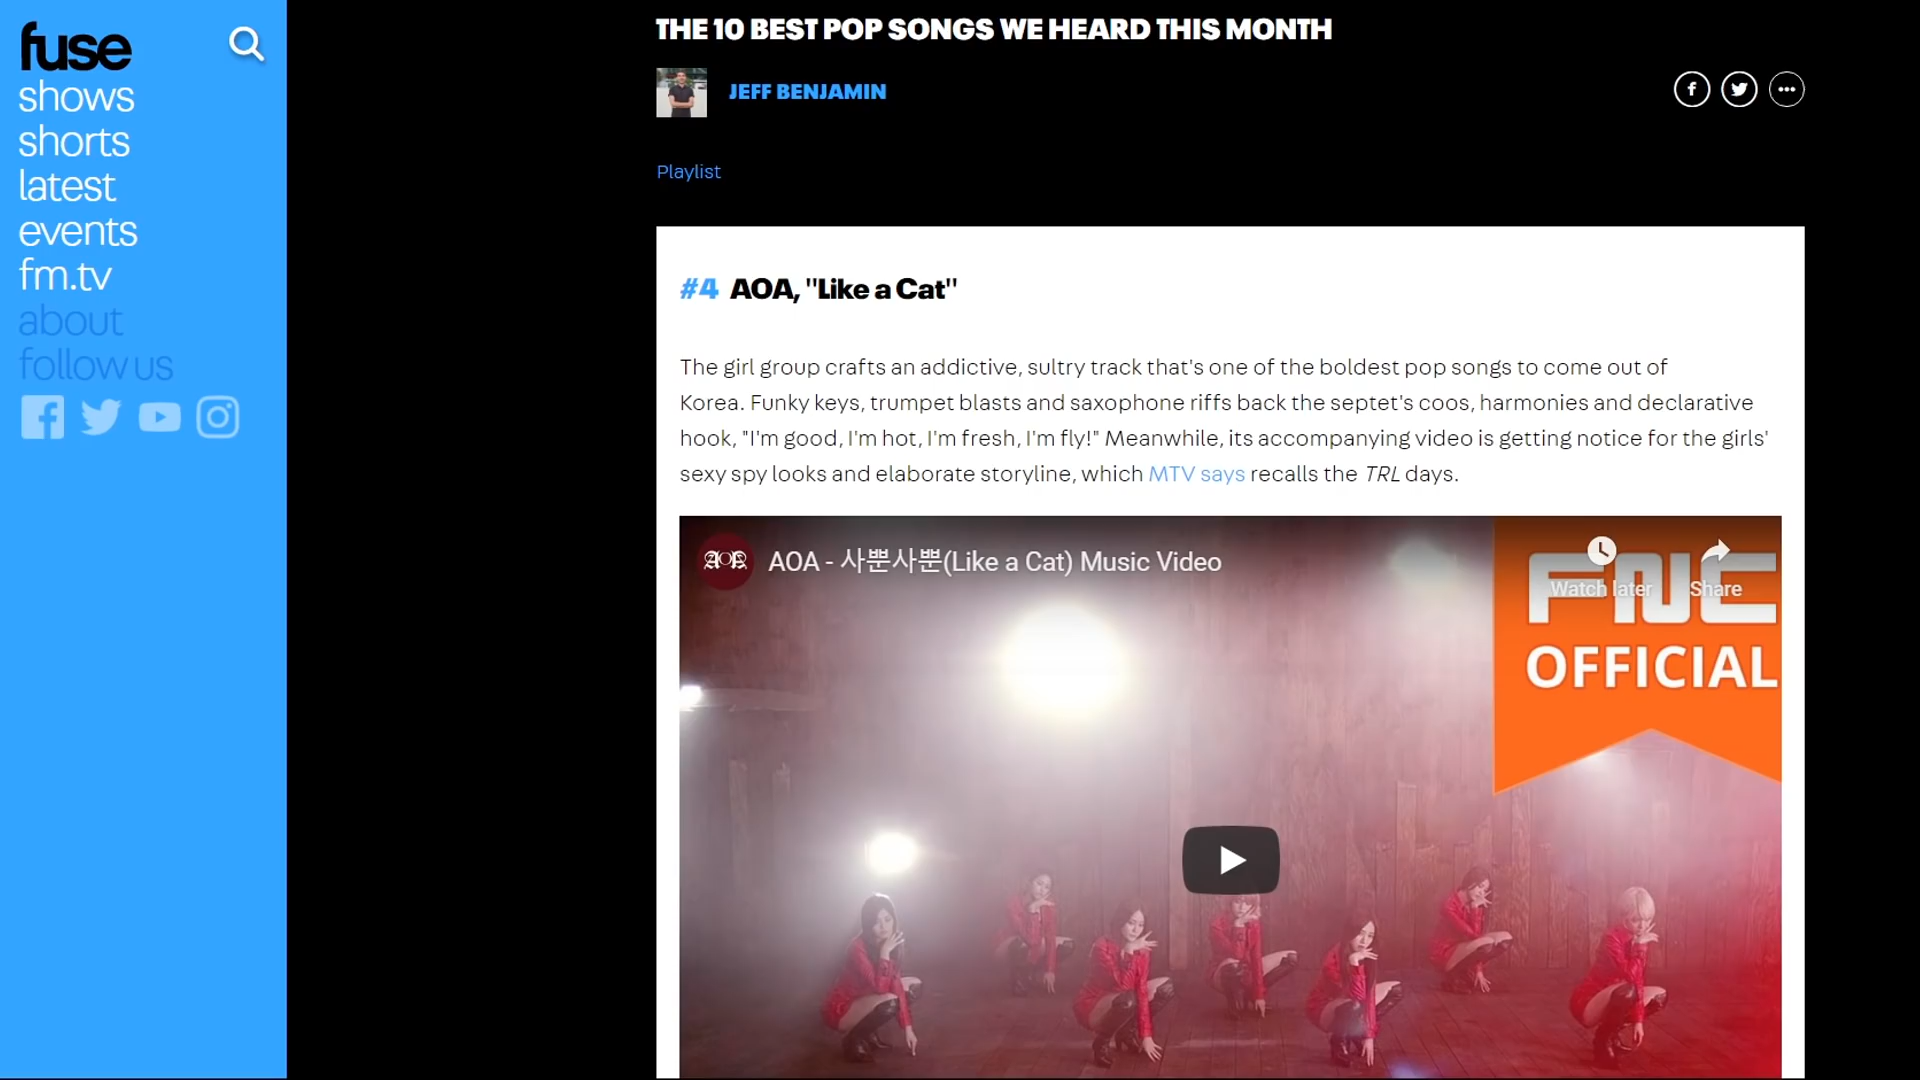 fuse
shows
shorts
latest
events
fm.tv
about
follow us
THE 10 BEST POP SONGS WE HEARD THIS MONTH
JEFF BENJAMIN
Playlist
#4 AOA, "Like a Cat"
The girl group crafts an addictive, sultry track that's one of the boldest pop songs to come out of
Korea. Funky keys, trumpet blasts and saxophone riffs back the septet's coos, harmonies and declarative
hook, "I'm good, I'm hot, I'm fresh, I'm fly!" Meanwhile, its accompanying video is getting notice for the girls'
sexy spy looks and elaborate storyline, which MTV says recalls the TRL days.
AOA
AOA - 사뿐사뿐(Like a Cat) Music Video
Watch later
Share
FNC
OFFICIAL